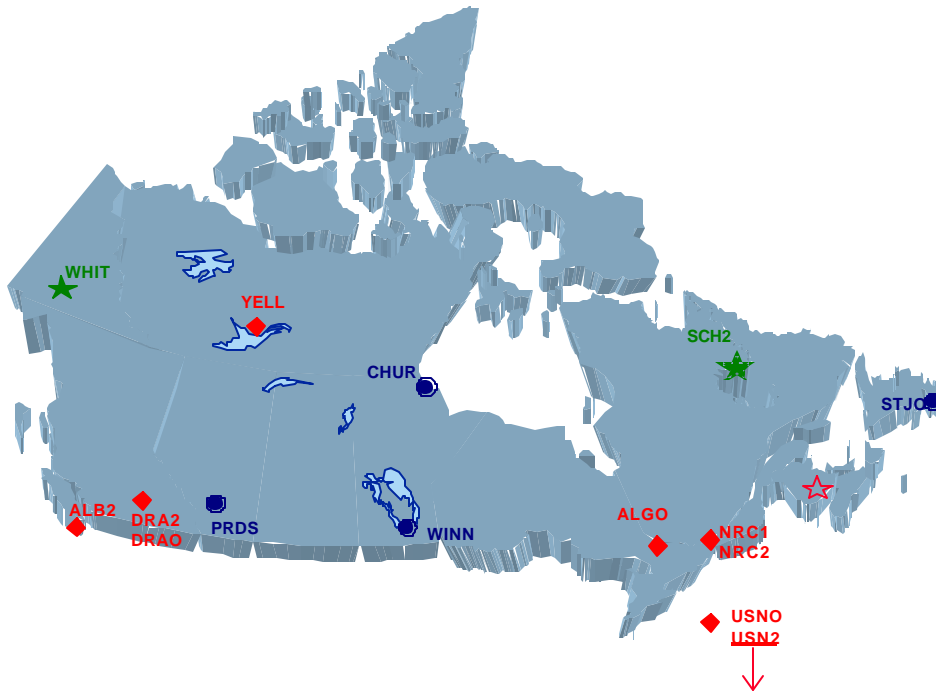 WHIT
YELL
SCH2
CHUR
STJO
ALB2
DRA2
DRAO
PRDS
WINN
ALGO
NRC1
NRC2
USNO
USN2